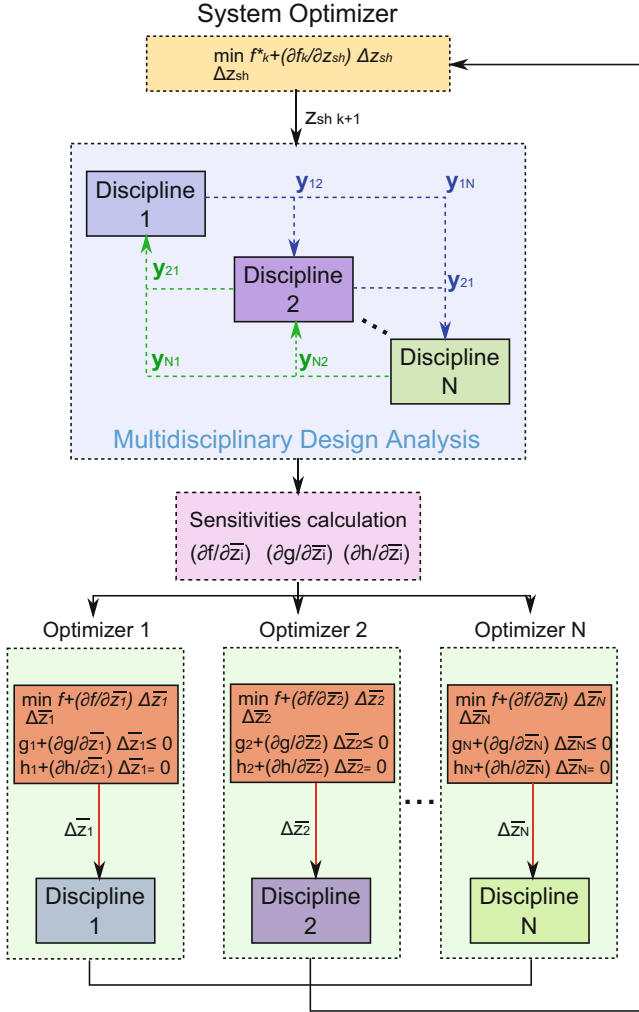 System Optimizer
min f*k+(∂fk/∂zsh) Δzsh
Δzsh
zsh k+1
Discipline
1
y12
y1N
y21
Discipline
2
y21
yN1
yN2
Discipline
N
Multidisciplinary Design Analysis
Sensitivities calculation
(∂f/∂z̅i) (∂g/∂z̅i) (∂h/∂z̅i)
Optimizer 1
Optimizer 2
Optimizer N
min f+(∂f/∂z̅1) Δz̅1
Δz̅1
g1+(∂g/∂z̅1) Δz̅1≤ 0
h1+(∂h/∂z̅1) Δz̅1= 0
min f+(∂f/∂z̅2) Δz̅2
Δz̅2
g2+(∂g/∂z̅2) Δz̅2≤ 0
h2+(∂h/∂z̅2) Δz̅2= 0
...
min f+(∂f/∂z̅N) Δz̅N
Δz̅N
gN+(∂g/∂z̅N) Δz̅N≤ 0
hN+(∂h/∂z̅N) Δz̅N= 0
Δz̅1
Δz̅2
Δz̅N
Discipline
1
Discipline
2
Discipline
N